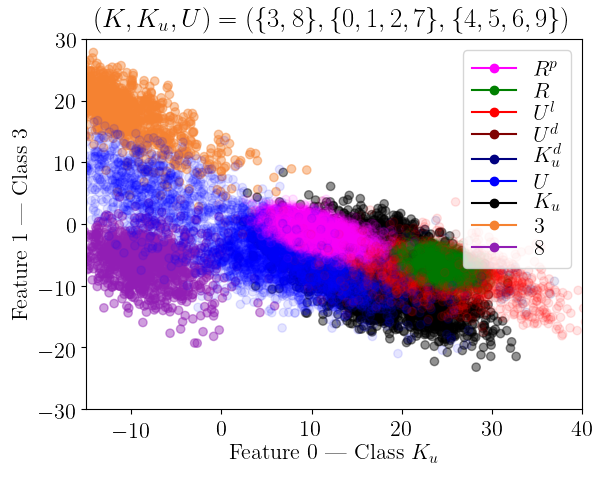 (K, K_u, U) = ({3, 8}, {0, 1, 2, 7}, {4, 5, 6, 9})
R^p
R
U^l
U^d
K_u^d
U
K_u
3
8
30
20
10
0
−10
−20
−30
Feature 1 — Class 3
−10 0 10 20 30 40
Feature 0 — Class K_u